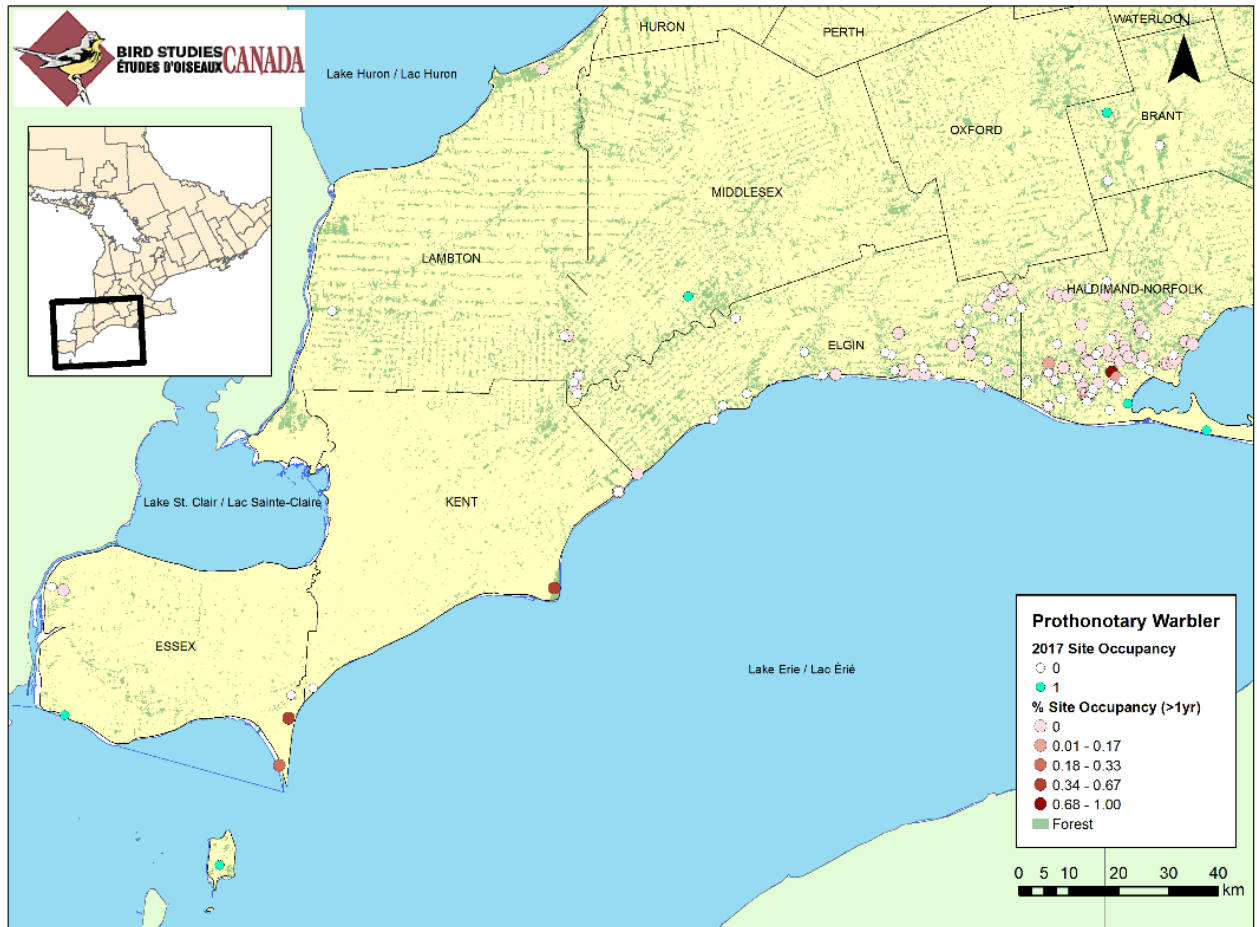 BIRD STUDIES
ÉTUDES D'OISEAUX
CANADA
HURON
PERTH
WATERLOO
N
Lake Huron / Lac Huron
BRANT
OXFORD
MIDDLESEX
LAMBTON
HALDIMAND-NORFOLK
ELGIN
KENT
Lake St. Clair / Lac Sainte-Claire
ESSEX
Lake Erie / Lac Érié
Prothonotary Warbler
2017 Site Occupancy
0
1
% Site Occupancy (>1yr)
0
0.01 - 0.17
0.18 - 0.33
0.34 - 0.67
0.68 - 1.00
Forest
0 5 10 20 30 40
km